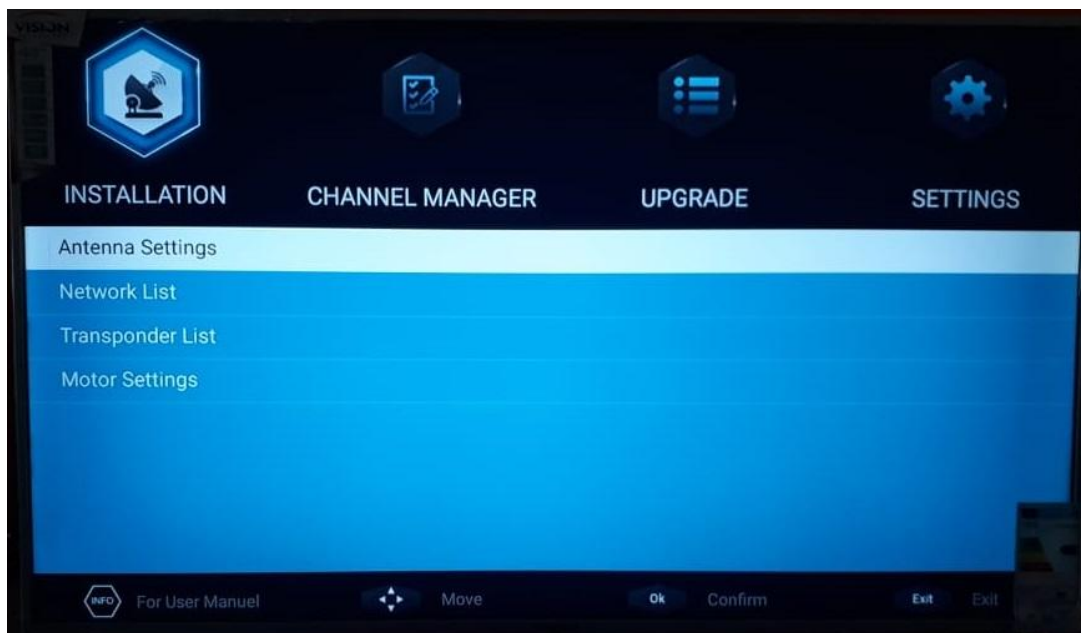 VISION
INSTALLATION CHANNEL MANAGER UPGRADE SETTINGS
Antenna Settings
Network List
Transponder List
Motor Settings
INFO For User Manuel Move Ok Confirm Exit Exit